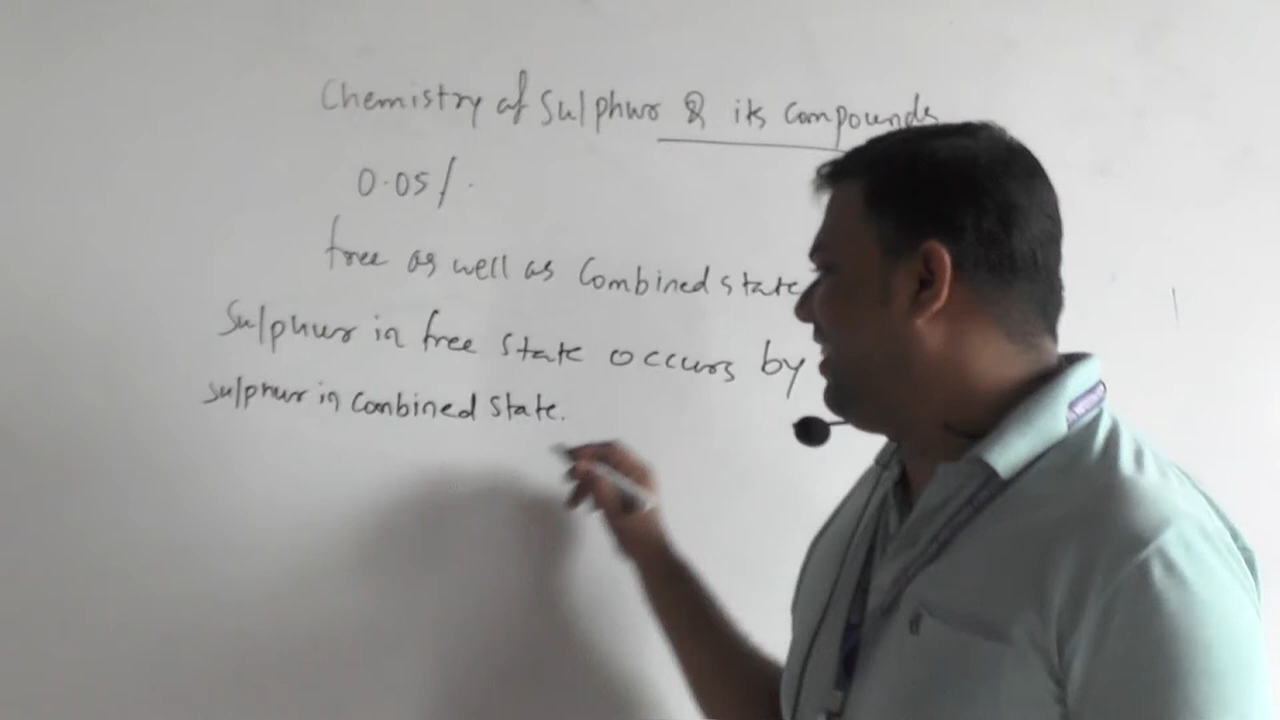 Chemistry of Sulphur & its compounds
0.05%.
free as well as Combined state
Sulphur in free state occurs by
Sulphur in Combined state.